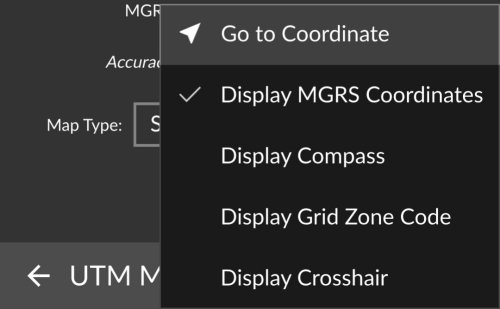 MGR
Go to Coordinate
Accurac
Display MGRS Coordinates
Map Type: S
Display Compass
Display Grid Zone Code
UTM M
Display Crosshair